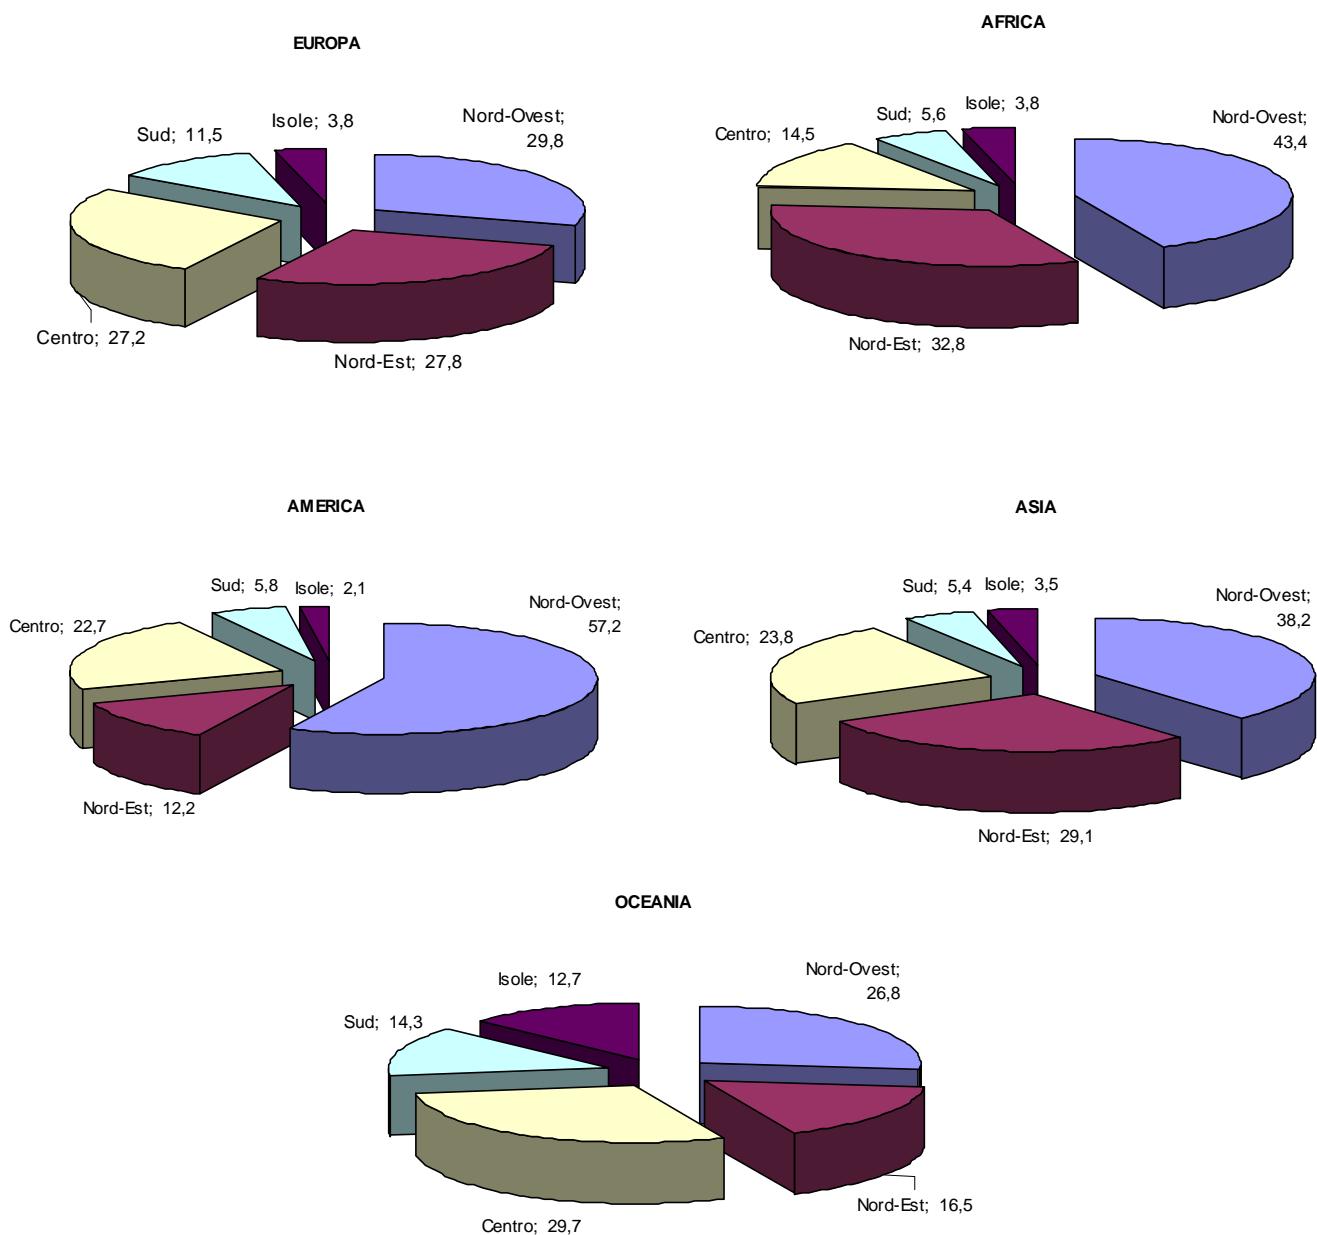 EUROPA
Nord-Ovest;
29,8
Isole; 3,8
Sud; 11,5
Centro; 27,2
Nord-Est; 27,8
AFRICA
Nord-Ovest;
43,4
Isole; 3,8
Sud; 5,6
Centro; 14,5
Nord-Est; 32,8
AMERICA
Nord-Ovest;
57,2
Sud; 5,8
Isole; 2,1
Centro; 22,7
Nord-Est; 12,2
ASIA
Nord-Ovest;
38,2
Sud; 5,4
Isole; 3,5
Centro; 23,8
Nord-Est; 29,1
OCEANIA
Nord-Ovest;
26,8
Isole; 12,7
Sud; 14,3
Nord-Est; 16,5
Centro; 29,7